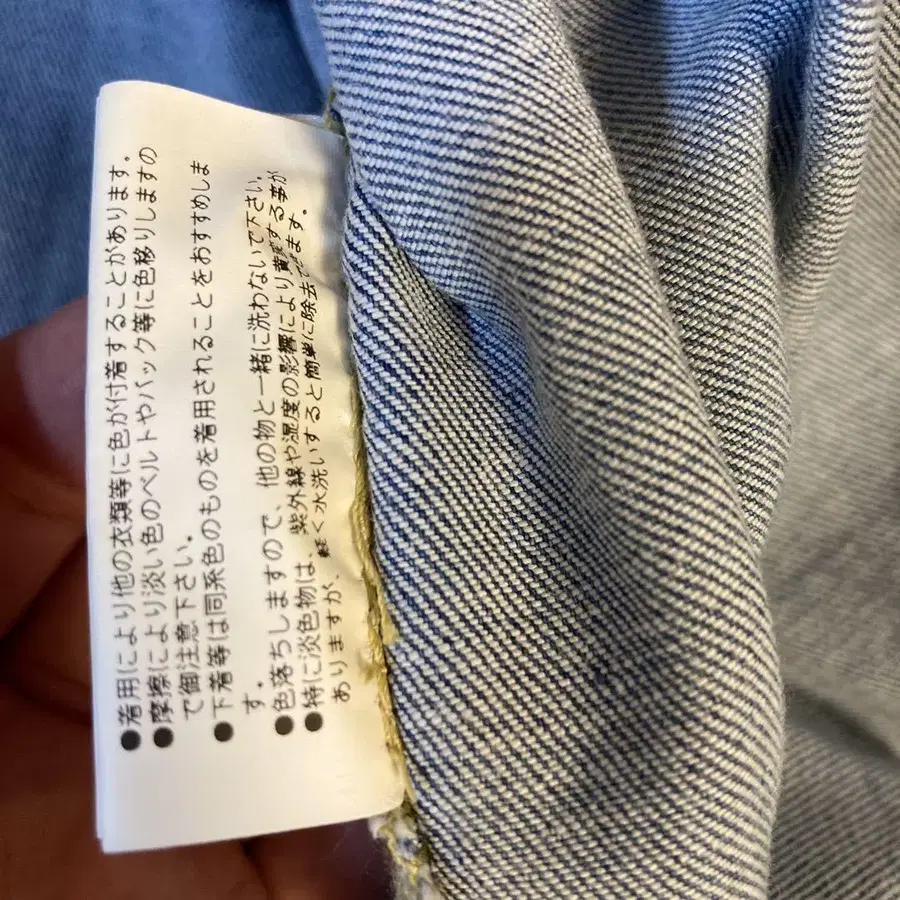 ●着用により他の衣類等に色が付着することがあります。
●摩擦により淡い色のベルトやバック等に色移りしますの
で個注意下さい。
●下着等は同系色のものを着用されることをおすすめしま
す。
●色落ちしますので、他の物と一緒に洗わないで下さい。
●特に淡色物は、紫外線や湿度の影響により黄変する事が
ありますが、軽く水洗いすると簡単に除去できます。